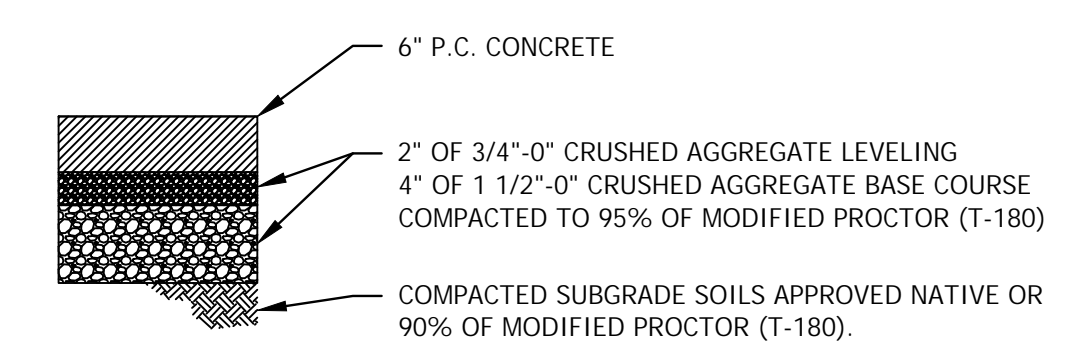 6" P.C. CONCRETE
2" OF 3/4"-0" CRUSHED AGGREGATE LEVELING
4" OF 1 1/2"-0" CRUSHED AGGREGATE BASE COURSE
COMPACTED TO 95% OF MODIFIED PROCTOR (T-180)
COMPACTED SUBGRADE SOILS APPROVED NATIVE OR
90% OF MODIFIED PROCTOR (T-180).